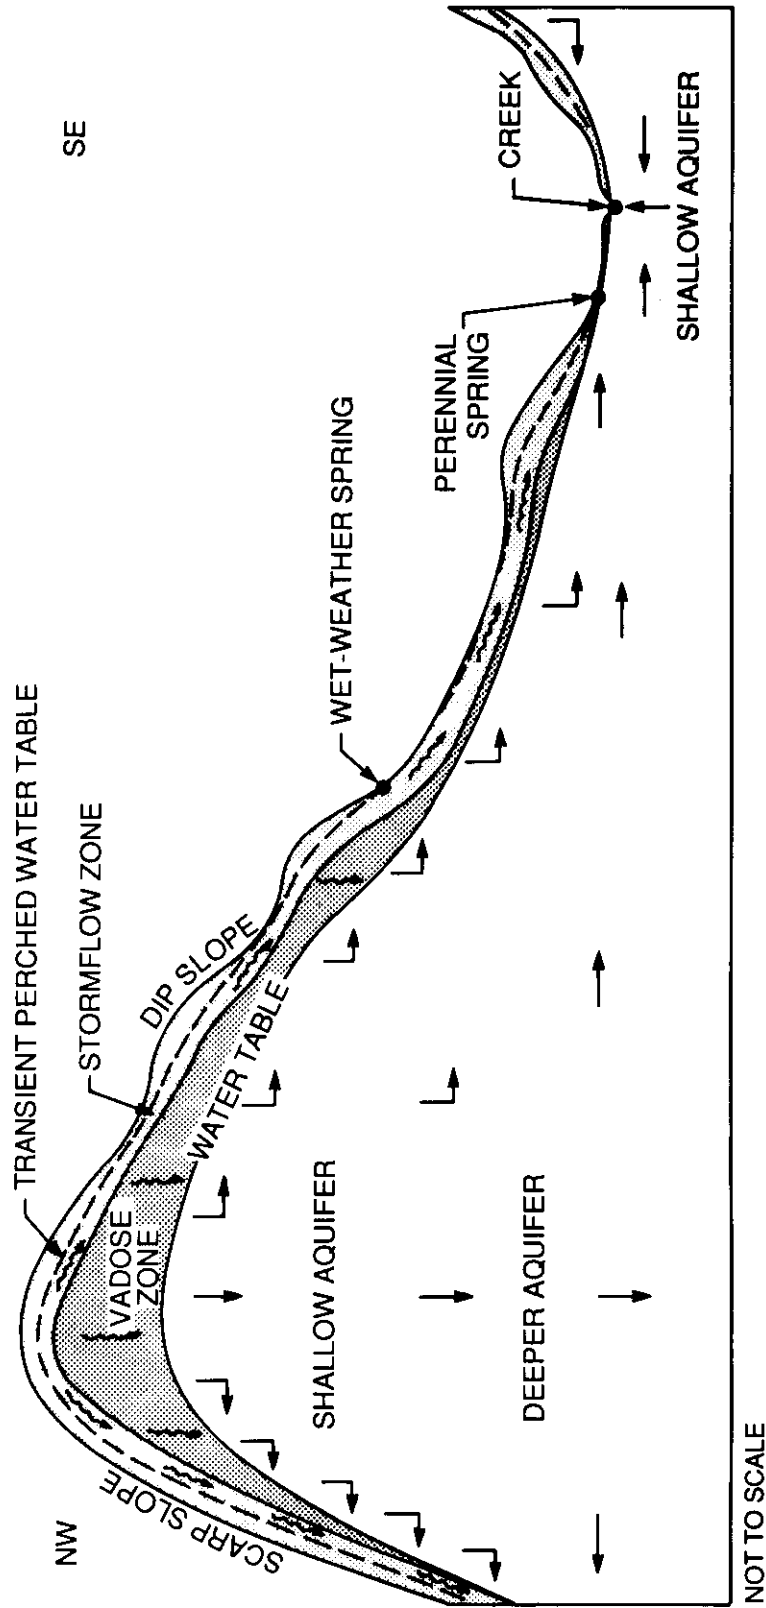 NW
SE
TRANSIENT PERCHED WATER TABLE
STORMFLOW ZONE
DIP SLOPE
WET-WEATHER SPRING
SCARP SLOPE
VADOSE
ZONE
WATER TABLE
PERENNIAL
SPRING
CREEK
SHALLOW AQUIFER
SHALLOW AQUIFER
DEEPER AQUIFER
NOT TO SCALE